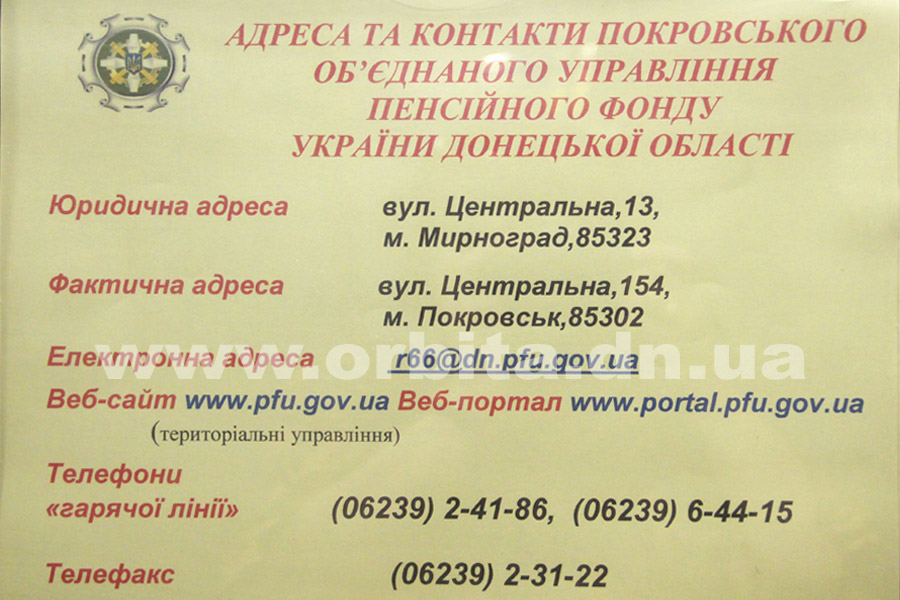 АДРЕСА ТА КОНТАКТИ ПОКРОВСЬКОГО
ОБ’ЄДНАНОГО УПРАВЛІННЯ
ПЕНСІЙНОГО ФОНДУ
УКРАЇНИ ДОНЕЦЬКОЇ ОБЛАСТІ
Юридична адреса вул. Центральна,13,
м. Мирноград,85323
Фактична адреса вул. Центральна,154,
м. Покровськ,85302
www.orbita.dn.ua
Електронна адреса r66@dn.pfu.gov.ua
Веб-сайт www.pfu.gov.ua Веб-портал www.portal.pfu.gov.ua
(територіальні управління)
Телефони
«гарячої лінії» (06239) 2-41-86, (06239) 6-44-15
Телефакс (06239) 2-31-22